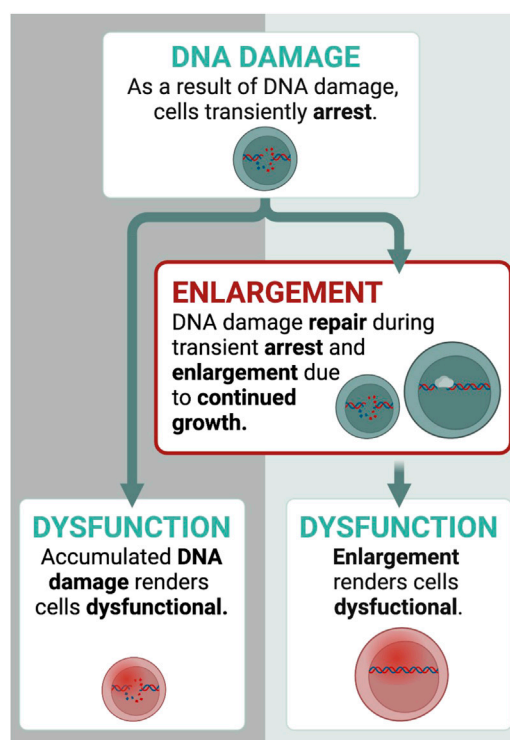 DNA DAMAGE
As a result of DNA damage,
cells transiently arrest.
ENLARGEMENT
DNA damage repair during
transient arrest and
enlargement due
to continued
growth.
DYSFUNCTION
Accumulated DNA
damage renders
cells dysfunctional.
DYSFUNCTION
Enlargement
renders cells
dysfuctional.